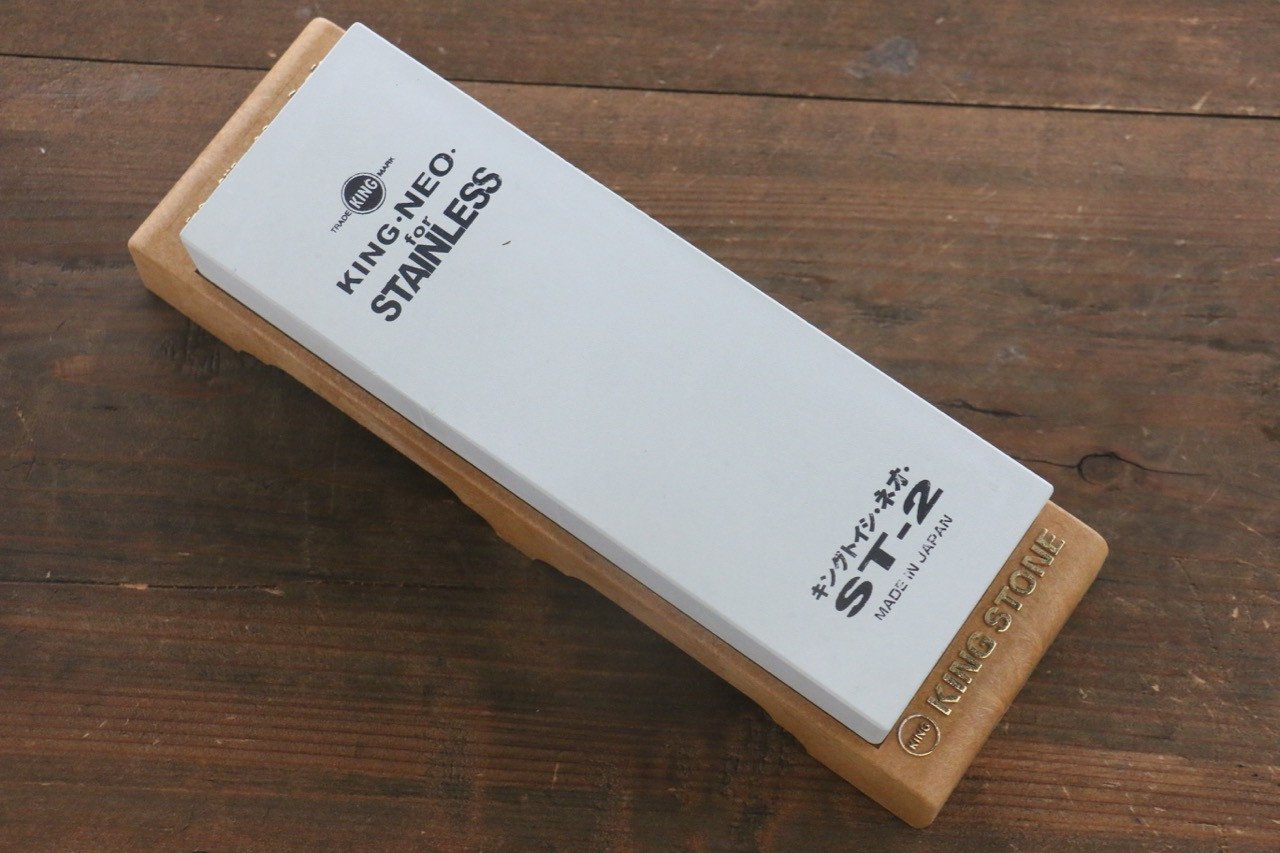 TRADE KING MARK
KING・NEO・
for
STAINLESS
キングトイシ・ネオ・
ST-2
MADE IN JAPAN
KING KING STONE